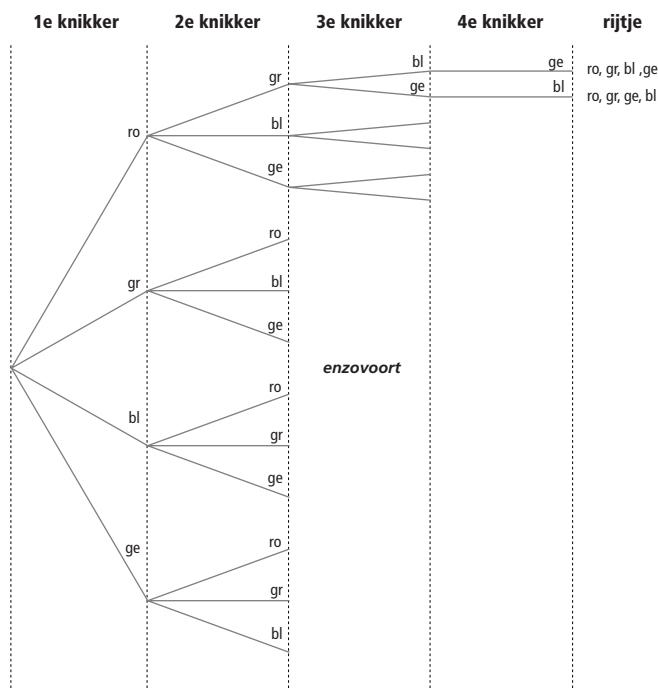 1e knikker 2e knikker 3e knikker 4e knikker rijtje
bl ge ro, gr, bl ,ge
gr
ge bl ro, gr, ge, bl
ro bl
ge
ro
gr bl
ge
enzovoort
ro
bl
gr
ge
ro
ge
gr
bl